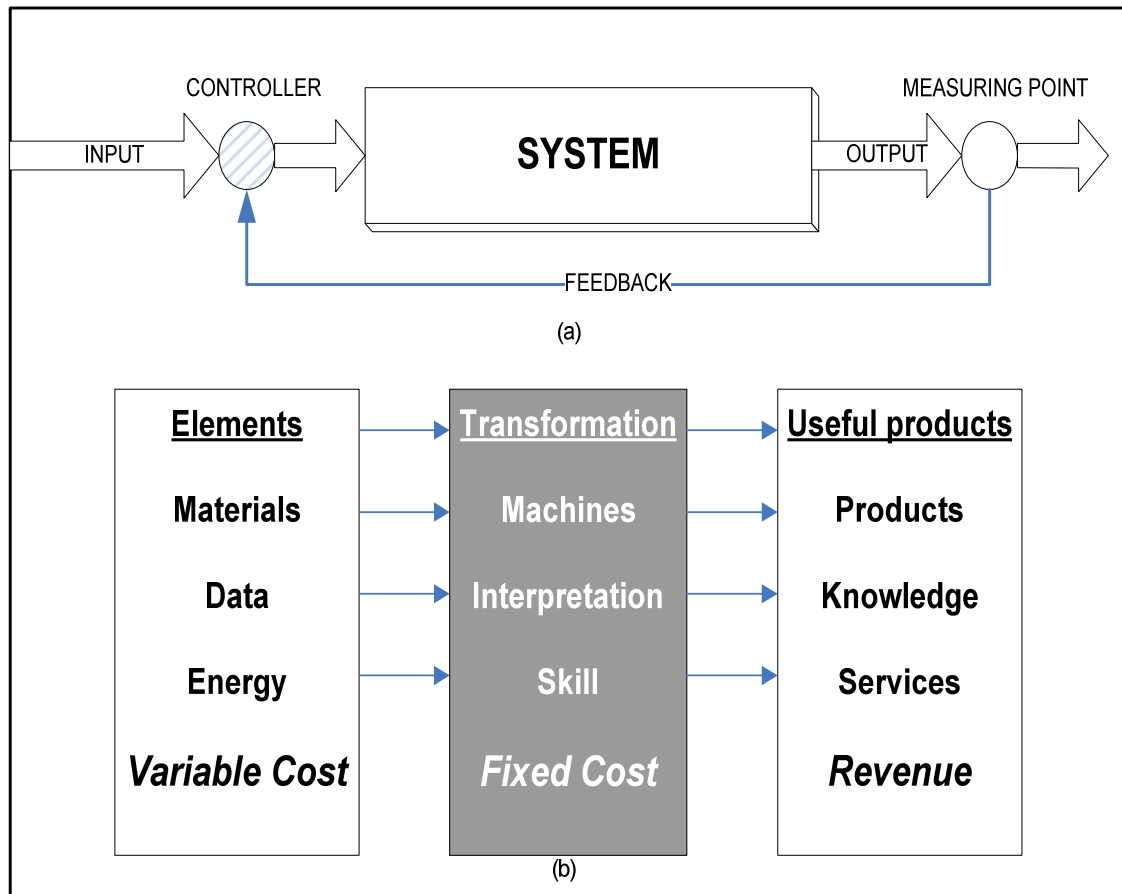 CONTROLLER
MEASURING POINT
INPUT
SYSTEM
OUTPUT
FEEDBACK
(a)
Elements
Transformation
Useful products
Materials
Machines
Products
Data
Interpretation
Knowledge
Energy
Skill
Services
Variable Cost
Fixed Cost
Revenue
(b)